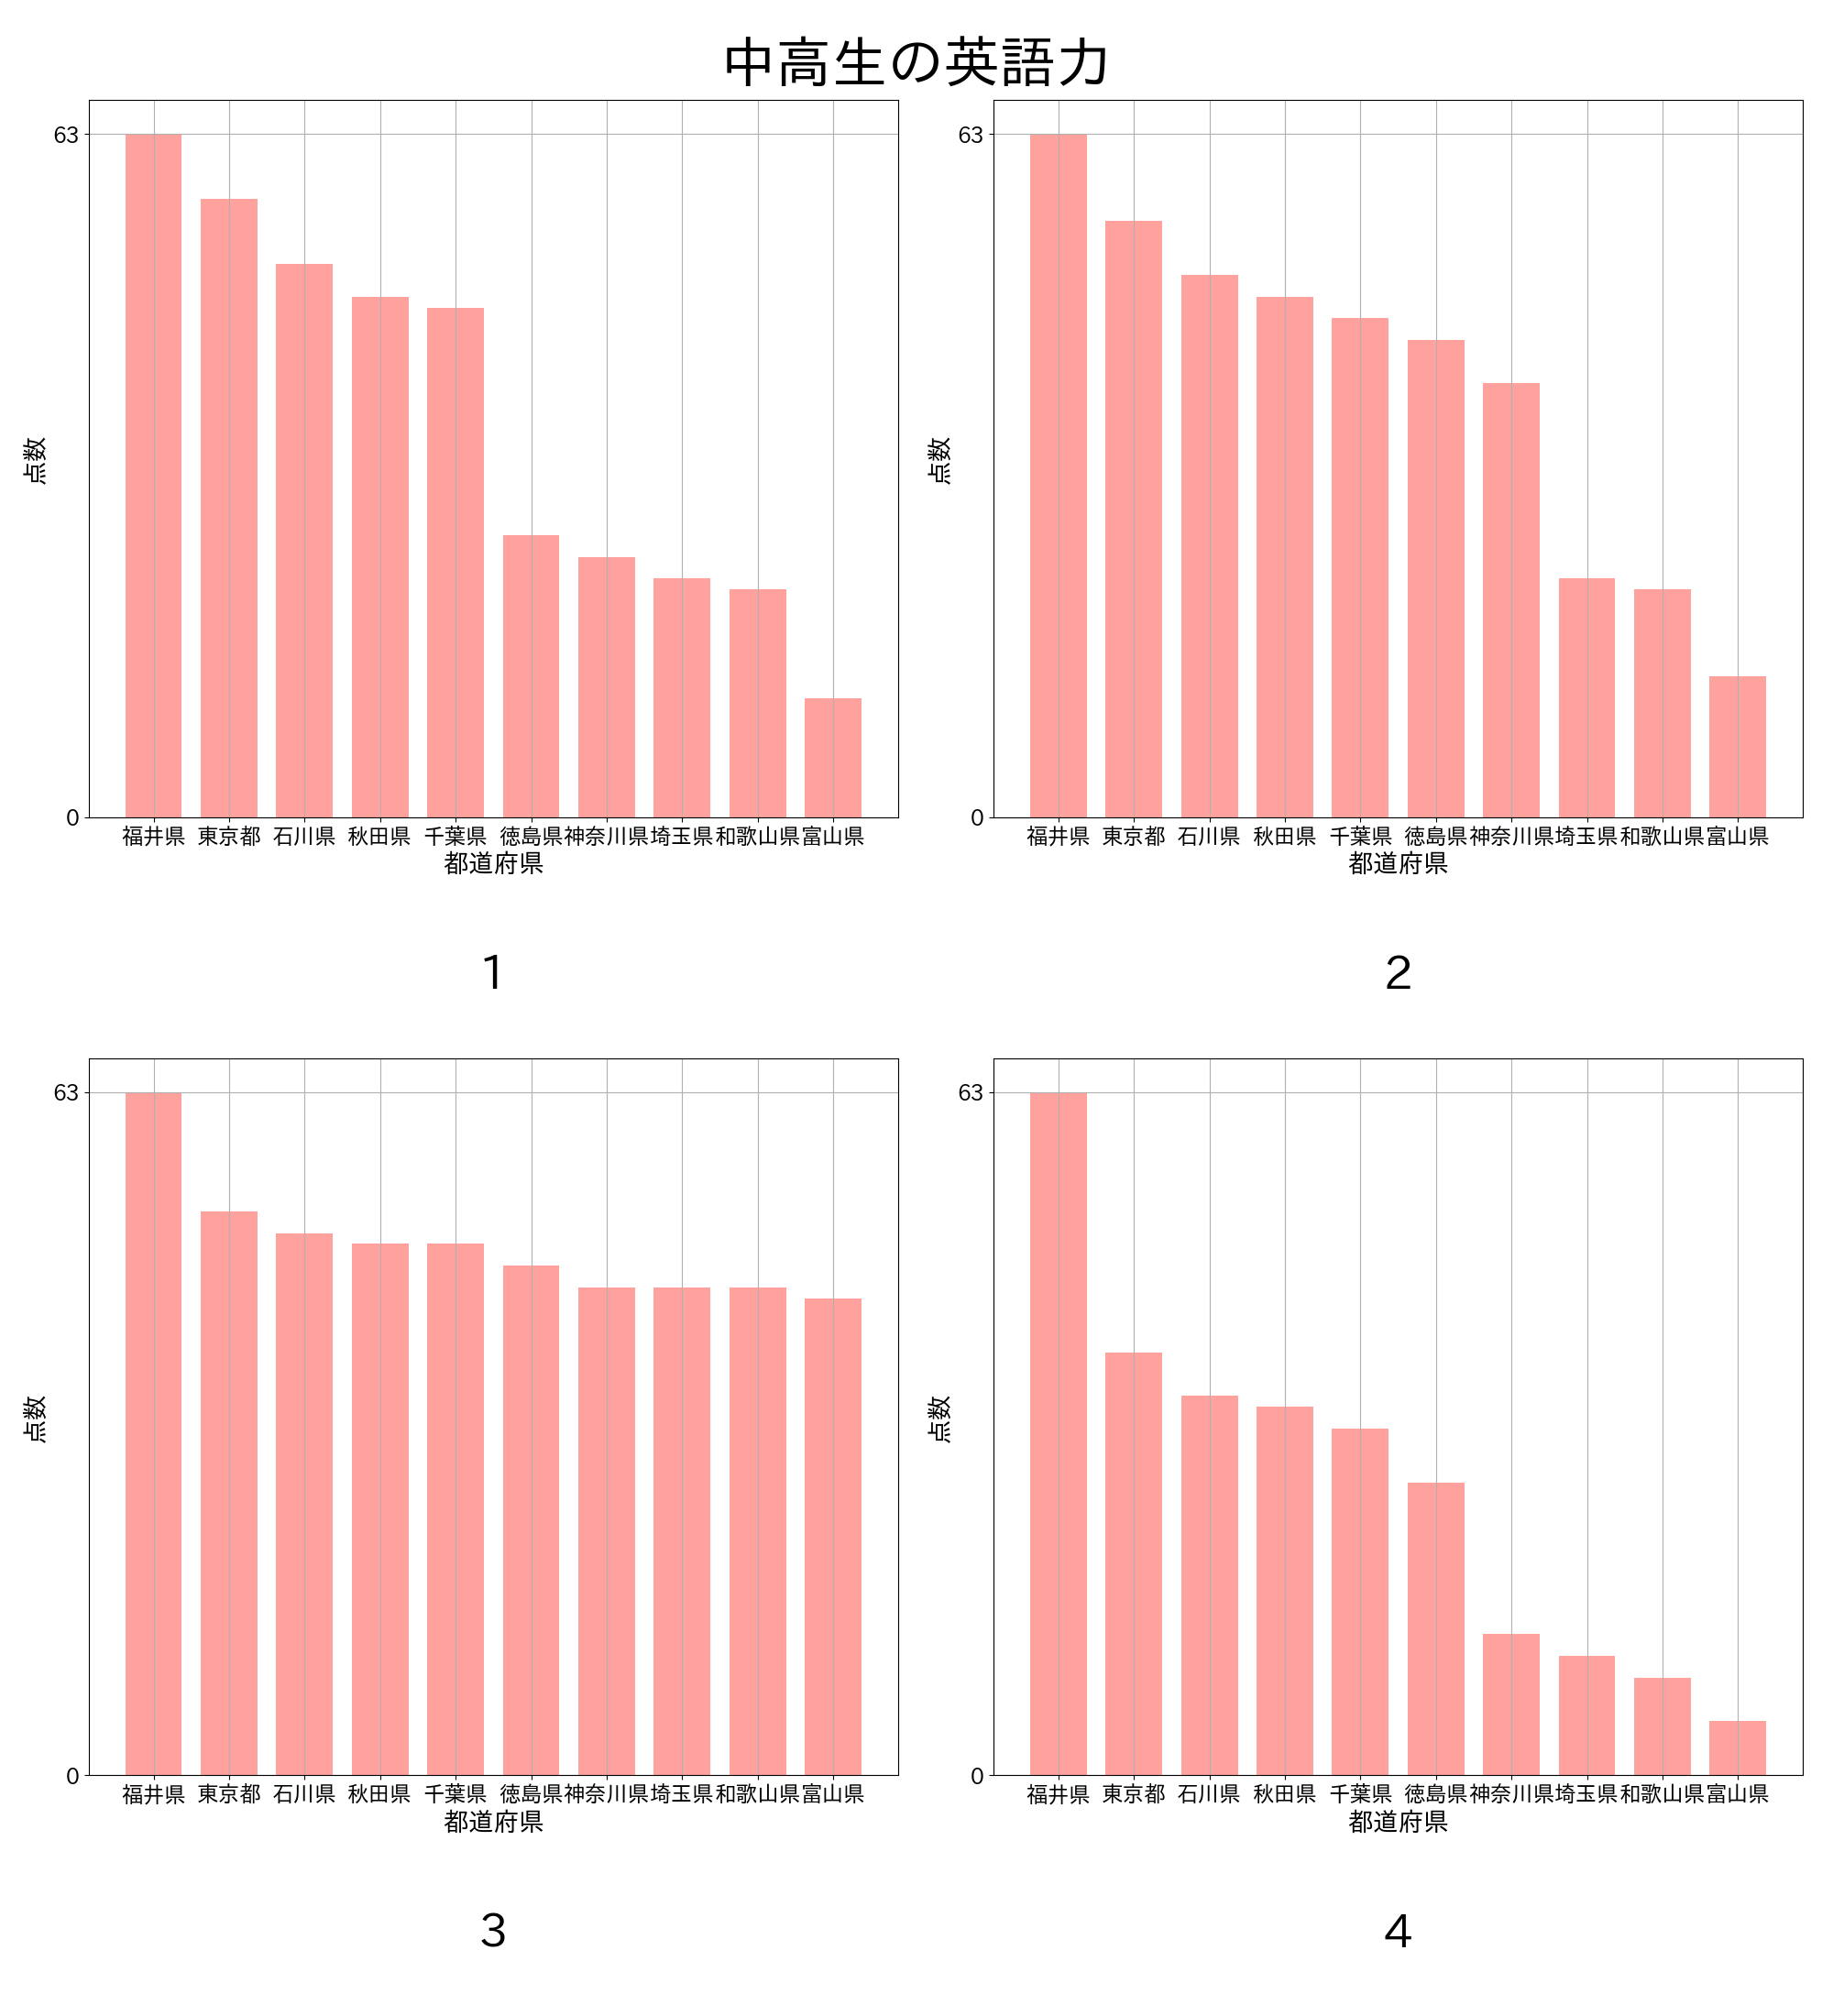 中高生の英語力
63
点数
0
福井県 東京都 石川県 秋田県 千葉県 徳島県 神奈川県 埼玉県 和歌山県 富山県
都道府県
1
63
点数
0
福井県 東京都 石川県 秋田県 千葉県 徳島県 神奈川県 埼玉県 和歌山県 富山県
都道府県
2
63
点数
0
福井県 東京都 石川県 秋田県 千葉県 徳島県 神奈川県 埼玉県 和歌山県 富山県
都道府県
3
63
点数
0
福井県 東京都 石川県 秋田県 千葉県 徳島県 神奈川県 埼玉県 和歌山県 富山県
都道府県
4